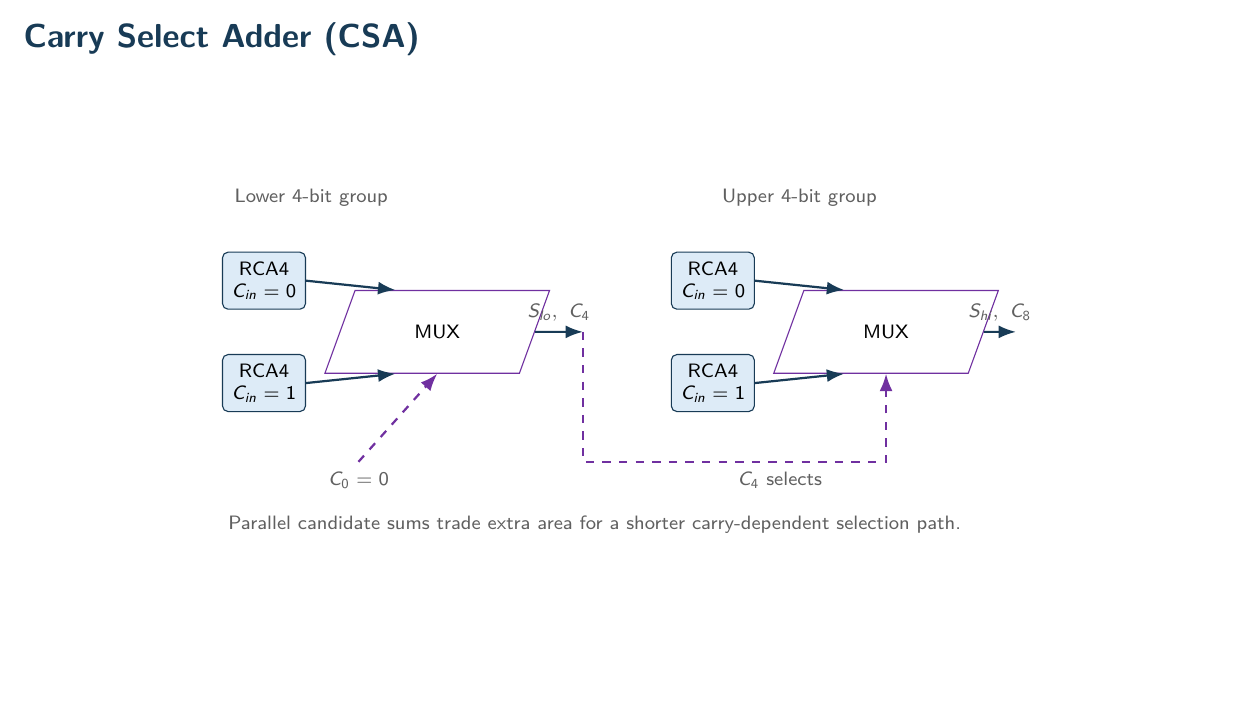 Carry Select Adder (CSA)
Lower 4-bit group
Upper 4-bit group
RCA4
C_in = 0
RCA4
C_in = 0
S_lo, C_4
S_hi, C_8
MUX
MUX
RCA4
C_in = 1
RCA4
C_in = 1
C_0 = 0
C_4 selects
Parallel candidate sums trade extra area for a shorter carry-dependent selection path.